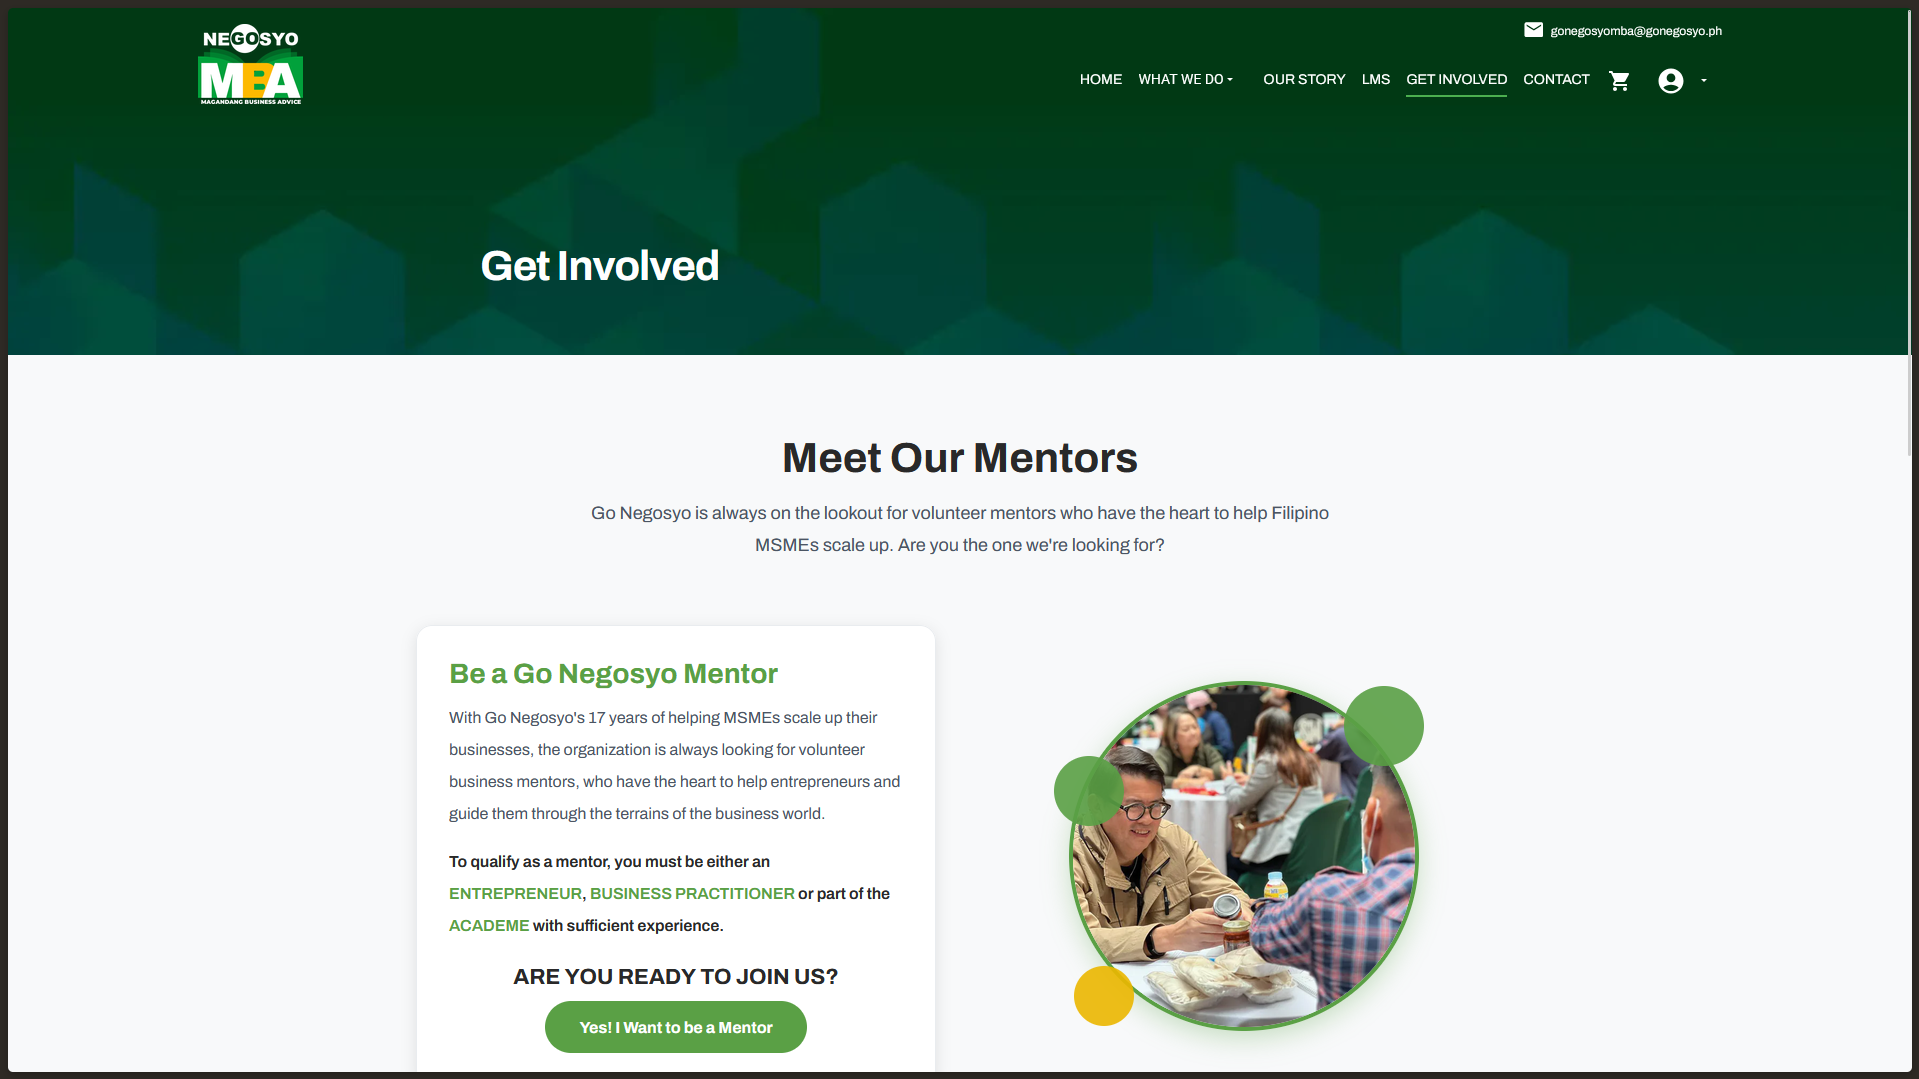 NEGOSYO
MBA
MAGANDANG BUSINESS ADVICE
gonegosyomba@gonegosyo.ph
HOME WHAT WE DO OUR STORY LMS GET INVOLVED CONTACT
Get Involved
Meet Our Mentors
Go Negosyo is always on the lookout for volunteer mentors who have the heart to help Filipino
MSMEs scale up. Are you the one we're looking for?
Be a Go Negosyo Mentor
With Go Negosyo's 17 years of helping MSMEs scale up their
businesses, the organization is always looking for volunteer
business mentors, who have the heart to help entrepreneurs and
guide them through the terrains of the business world.
To qualify as a mentor, you must be either an
ENTREPRENEUR, BUSINESS PRACTITIONER or part of the
ACADEME with sufficient experience.
ARE YOU READY TO JOIN US?
Yes! I Want to be a Mentor